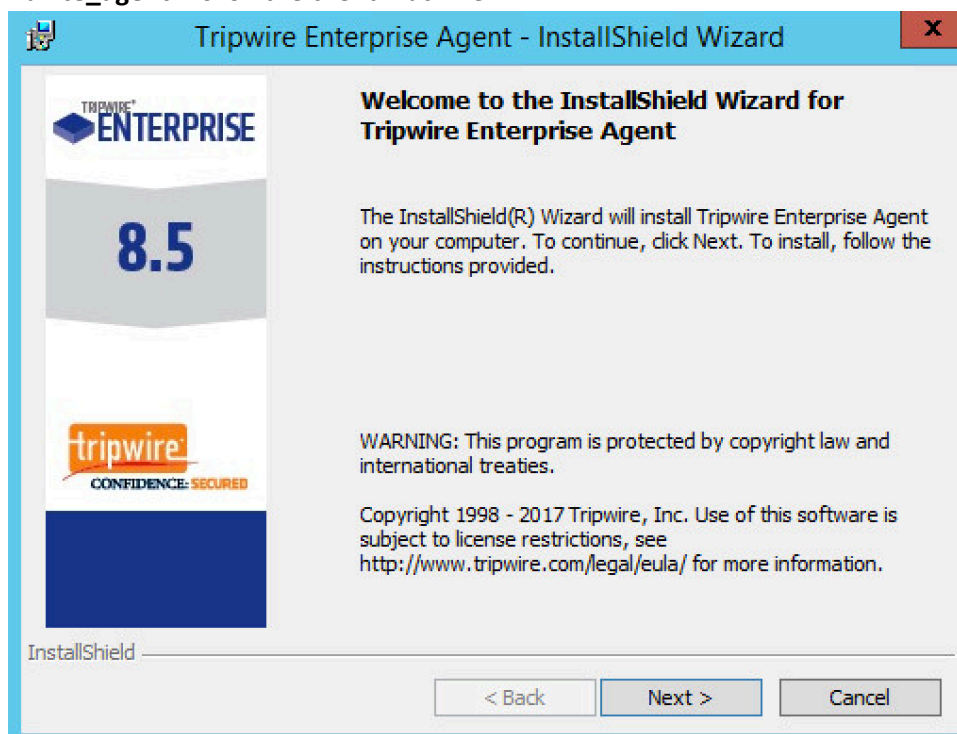 Tripwire Enterprise Agent - InstallShield Wizard
x
TRIPWIRE®
ENTERPRISE
8.5
tripwire
CONFIDENCE: SECURED
Welcome to the InstallShield Wizard for
Tripwire Enterprise Agent
The InstallShield(R) Wizard will install Tripwire Enterprise Agent
on your computer. To continue, click Next. To install, follow the
instructions provided.
WARNING: This program is protected by copyright law and
international treaties.
Copyright 1998 - 2017 Tripwire, Inc. Use of this software is
subject to license restrictions, see
http://www.tripwire.com/legal/eula/ for more information.
InstallShield
< Back
Next >
Cancel